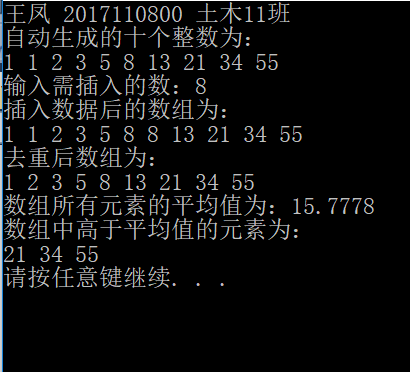 王凤 2017110800 土木11班
自动生成的十个整数为：
1 1 2 3 5 8 13 21 34 55
输入需插入的数：8
插入数据后的数组为：
1 1 2 3 5 8 8 13 21 34 55
去重后数组为：
1 2 3 5 8 13 21 34 55
数组所有元素的平均值为：15.7778
数组中高于平均值的元素为：
21 34 55
请按任意键继续. . .